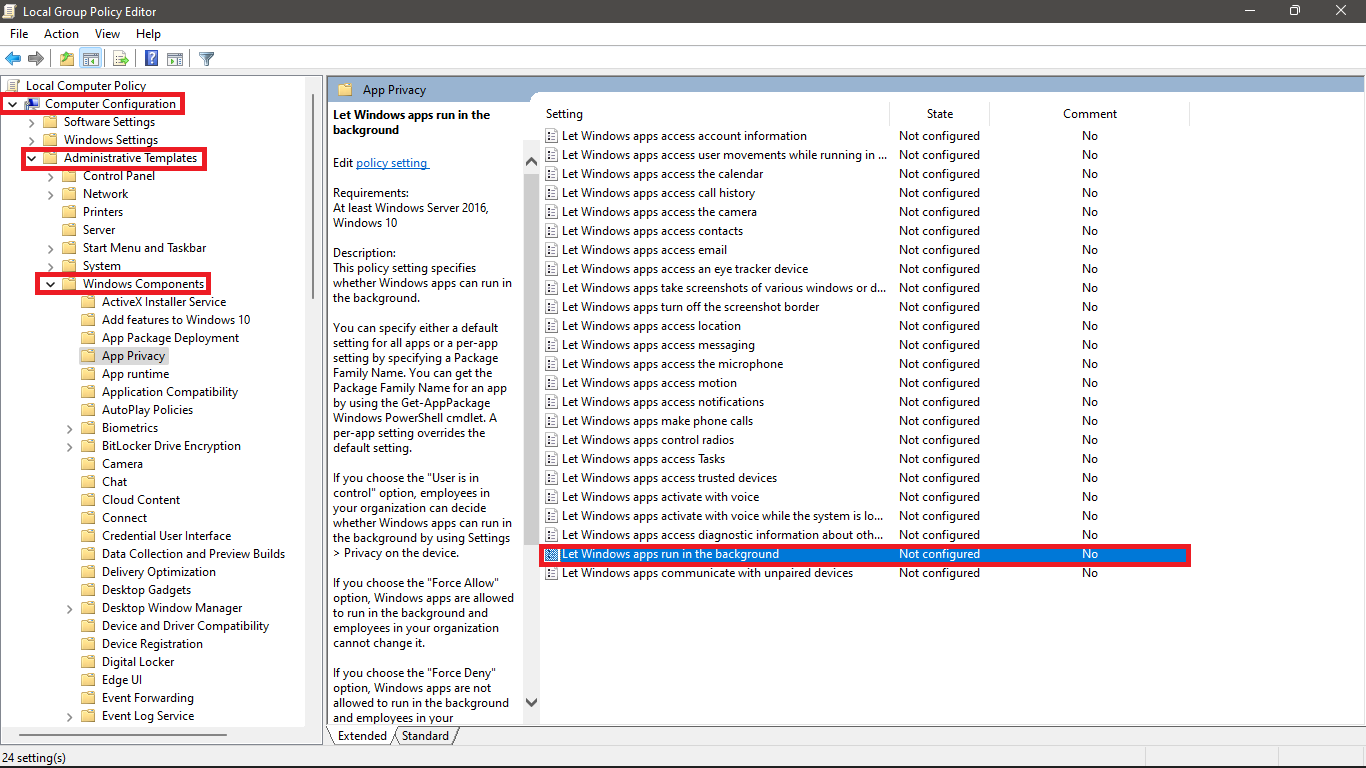 Local Group Policy Editor
File Action View Help
Local Computer Policy
Computer Configuration
Software Settings
Windows Settings
Administrative Templates
Control Panel
Network
Printers
Server
Start Menu and Taskbar
System
Windows Components
ActiveX Installer Service
Add features to Windows 10
App Package Deployment
App Privacy
App runtime
Application Compatibility
AutoPlay Policies
Biometrics
BitLocker Drive Encryption
Camera
Chat
Cloud Content
Connect
Credential User Interface
Data Collection and Preview Builds
Delivery Optimization
Desktop Gadgets
Desktop Window Manager
Device and Driver Compatibility
Device Registration
Digital Locker
Edge UI
Event Forwarding
Event Log Service
App Privacy
Let Windows apps run in the
background
Edit policy setting
Requirements:
At least Windows Server 2016,
Windows 10
Description:
This policy setting specifies
whether Windows apps can run in
the background.
You can specify either a default
setting for all apps or a per-app
setting by specifying a Package
Family Name. You can get the
Package Family Name for an app
by using the Get-AppPackage
Windows PowerShell cmdlet. A
per-app setting overrides the
default setting.
If you choose the "User is in
control" option, employees in
your organization can decide
whether Windows apps can run in
the background by using Settings
> Privacy on the device.
If you choose the "Force Allow"
option, Windows apps are allowed
to run in the background and
employees in your organization
cannot change it.
If you choose the "Force Deny"
option, Windows apps are not
allowed to run in the background
and employees in your
Setting State Comment
Let Windows apps access account information Not configured No
Let Windows apps access user movements while running in ... Not configured No
Let Windows apps access the calendar Not configured No
Let Windows apps access call history Not configured No
Let Windows apps access the camera Not configured No
Let Windows apps access contacts Not configured No
Let Windows apps access email Not configured No
Let Windows apps access an eye tracker device Not configured No
Let Windows apps take screenshots of various windows or d... Not configured No
Let Windows apps turn off the screenshot border Not configured No
Let Windows apps access location Not configured No
Let Windows apps access messaging Not configured No
Let Windows apps access the microphone Not configured No
Let Windows apps access motion Not configured No
Let Windows apps access notifications Not configured No
Let Windows apps make phone calls Not configured No
Let Windows apps control radios Not configured No
Let Windows apps access Tasks Not configured No
Let Windows apps access trusted devices Not configured No
Let Windows apps activate with voice Not configured No
Let Windows apps activate with voice while the system is lo... Not configured No
Let Windows apps access diagnostic information about oth... Not configured No
Let Windows apps run in the background Not configured No
Let Windows apps communicate with unpaired devices Not configured No
Extended Standard
24 setting(s)